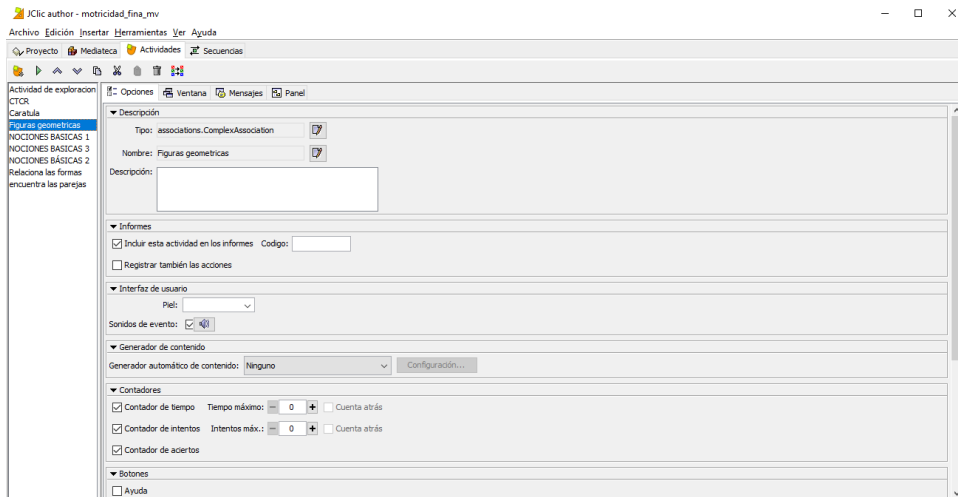 JClic author - motricidad_fina_mv
Archivo Edición Insertar Herramientas Ver Ayuda
Proyecto Mediateca Actividades Secuencias
Actividad de exploracion
CTCR
Caratula
Figuras geometricas
NOCIONES BASICAS 1
NOCIONES BASICAS 3
NOCIONES BÁSICAS 2
Relaciona las formas
encuentra las parejas
Opciones Ventana Mensajes Panel
Descripción
Tipo: associations.ComplexAssociation
Nombre: Figuras geometricas
Descripción:
Informes
Incluir esta actividad en los informes Codigo:
Registrar también las acciones
Interfaz de usuario
Piel:
Sonidos de evento:
Generador de contenido
Generador automático de contenido: Ninguno Configuración...
Contadores
Contador de tiempo Tiempo máximo: 0 Cuenta atrás
Contador de intentos Intentos máx.: 0 Cuenta atrás
Contador de aciertos
Botones
Ayuda